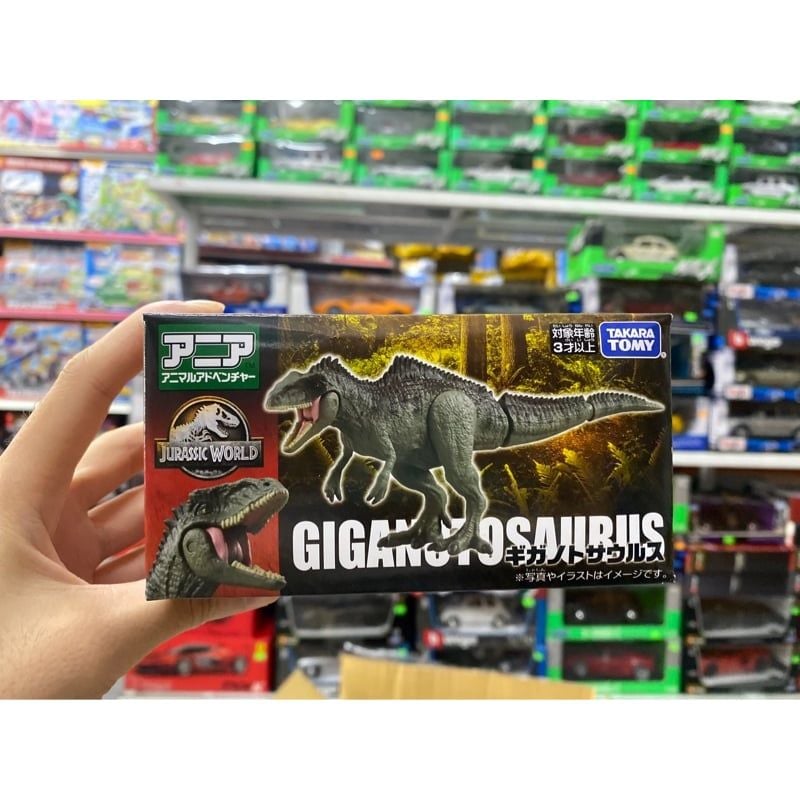 アニア
アニマルアドベンチャー
対象年齢
3才以上
TAKARA
TOMY
JURASSIC WORLD
GIGANOTOSAURUS
ギガノトサウルス
※写真やイラストはイメージです。